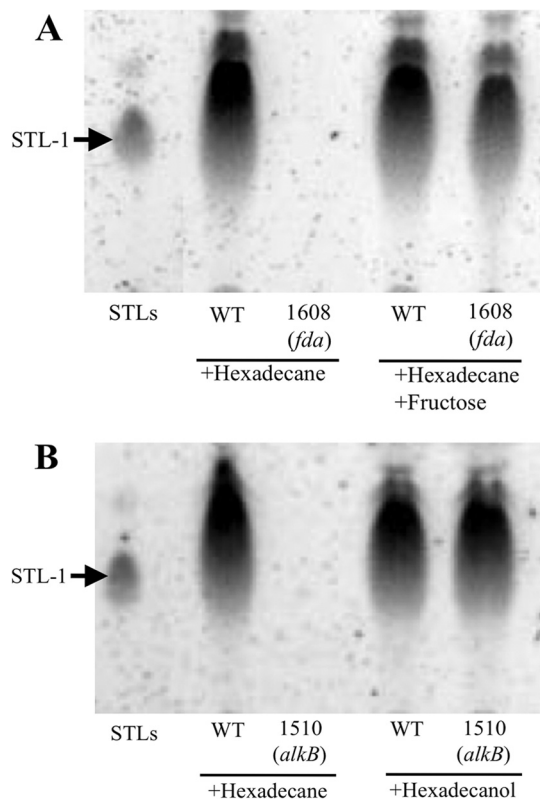 A
STL-1
STLs WT 1608 WT 1608
(fda) (fda)
+Hexadecane +Hexadecane
+Fructose
B
STL-1
STLs WT 1510 WT 1510
(alkB) (alkB)
+Hexadecane +Hexadecanol